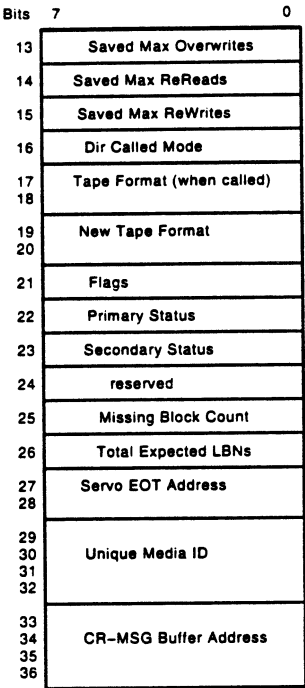 Bits 7 0
13 Saved Max Overwrites
14 Saved Max ReReads
15 Saved Max ReWrites
16 Dir Called Mode
17 Tape Format (when called)
18
19 New Tape Format
20
21 Flags
22 Primary Status
23 Secondary Status
24 reserved
25 Missing Block Count
26 Total Expected LBNs
27 Servo EOT Address
28
29
30 Unique Media ID
31
32
33
34 CR-MSG Buffer Address
35
36